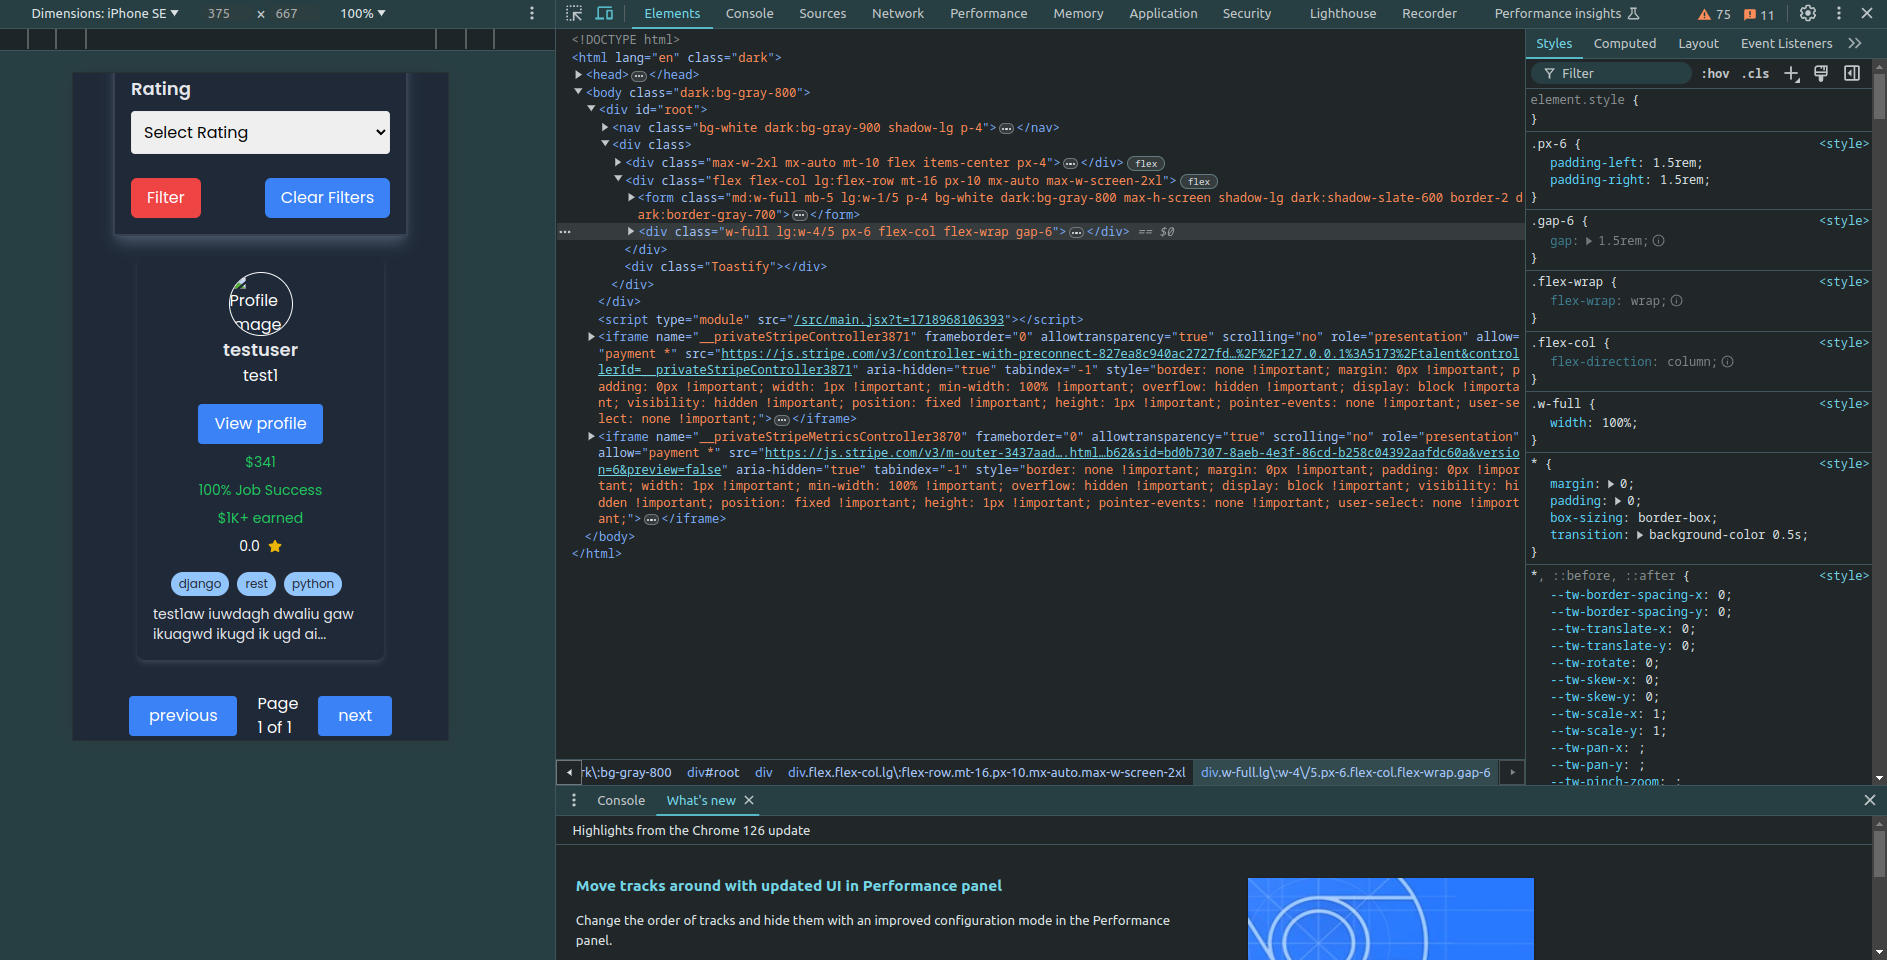 Dimensions: iPhone SE
375 × 667
100%
Rating
Select Rating
Filter
Clear Filters
Profile
image
testuser
test1
View profile
$341
100% Job Success
$1K+ earned
0.0
django rest python
test1aw iuwdagh dwaliu gaw
ikuagwd ikugd ik ugd ai...
previous
Page
1 of 1
next
Elements Console Sources Network Performance Memory Application Security Lighthouse Recorder Performance insights 75 11
<!DOCTYPE html>
<html lang="en" class="dark">
<head>…</head>
<body class="dark:bg-gray-800">
<div id="root">
<nav class="bg-white dark:bg-gray-900 shadow-lg p-4">…</nav>
<div class>
<div class="max-w-2xl mx-auto mt-10 flex items-center px-4">…</div> flex
<div class="flex flex-col lg:flex-row mt-16 px-10 mx-auto max-w-screen-2xl"> flex
<form class="md:w-full mb-5 lg:w-1/5 p-4 bg-white dark:bg-gray-800 max-h-screen shadow-lg dark:shadow-slate-600 border-2 d
ark:border-gray-700">…</form>
… <div class="w-full lg:w-4/5 px-6 flex-col flex-wrap gap-6">…</div> == $0
</div>
<div class="Toastify"></div>
</div>
</div>
<script type="module" src="/src/main.jsx?t=1718968106393"></script>
<iframe name="__privateStripeController3871" frameborder="0" allowtransparency="true" scrolling="no" role="presentation" allow=
"payment *" src="https://js.stripe.com/v3/controller-with-preconnect-827ea8c940ac2727fd…%2F%2F127.0.0.1%3A5173%2Ftalent&control
lerId=__privateStripeController3871" aria-hidden="true" tabindex="-1" style="border: none !important; margin: 0px !important; p
adding: 0px !important; width: 1px !important; min-width: 100% !important; overflow: hidden !important; display: block !importa
nt; visibility: hidden !important; position: fixed !important; height: 1px !important; pointer-events: none !important; user-se
lect: none !important;">…</iframe>
<iframe name="__privateStripeMetricsController3870" frameborder="0" allowtransparency="true" scrolling="no" role="presentation"
allow="payment *" src="https://js.stripe.com/v3/m-outer-3437aad….html…b62&sid=bd0b7307-8aeb-4e3f-86cd-b258c04392aafdc60a&versio
n=6&preview=false" aria-hidden="true" tabindex="-1" style="border: none !important; margin: 0px !important; padding: 0px !impor
tant; width: 1px !important; min-width: 100% !important; overflow: hidden !important; display: block !important; visibility: hi
dden !important; position: fixed !important; height: 1px !important; pointer-events: none !important; user-select: none !import
ant;">…</iframe>
</body>
</html>
rk\:bg-gray-800 div#root div div.flex.flex-col.lg\:flex-row.mt-16.px-10.mx-auto.max-w-screen-2xl div.w-full.lg\:w-4\/5.px-6.flex-col.flex-wrap.gap-6
Styles Computed Layout Event Listeners
Filter :hov .cls
element.style {
}
.px-6 { <style>
padding-left: 1.5rem;
padding-right: 1.5rem;
}
.gap-6 { <style>
gap: 1.5rem;
}
.flex-wrap { <style>
flex-wrap: wrap;
}
.flex-col { <style>
flex-direction: column;
}
.w-full { <style>
width: 100%;
}
* { <style>
margin: 0;
padding: 0;
box-sizing: border-box;
transition: background-color 0.5s;
}
*, ::before, ::after { <style>
--tw-border-spacing-x: 0;
--tw-border-spacing-y: 0;
--tw-translate-x: 0;
--tw-translate-y: 0;
--tw-rotate: 0;
--tw-skew-x: 0;
--tw-skew-y: 0;
--tw-scale-x: 1;
--tw-scale-y: 1;
--tw-pan-x: ;
--tw-pan-y: ;
--tw-pinch-zoom: ;
Console What's new
Highlights from the Chrome 126 update
Move tracks around with updated UI in Performance panel
Change the order of tracks and hide them with an improved configuration mode in the Performance
panel.